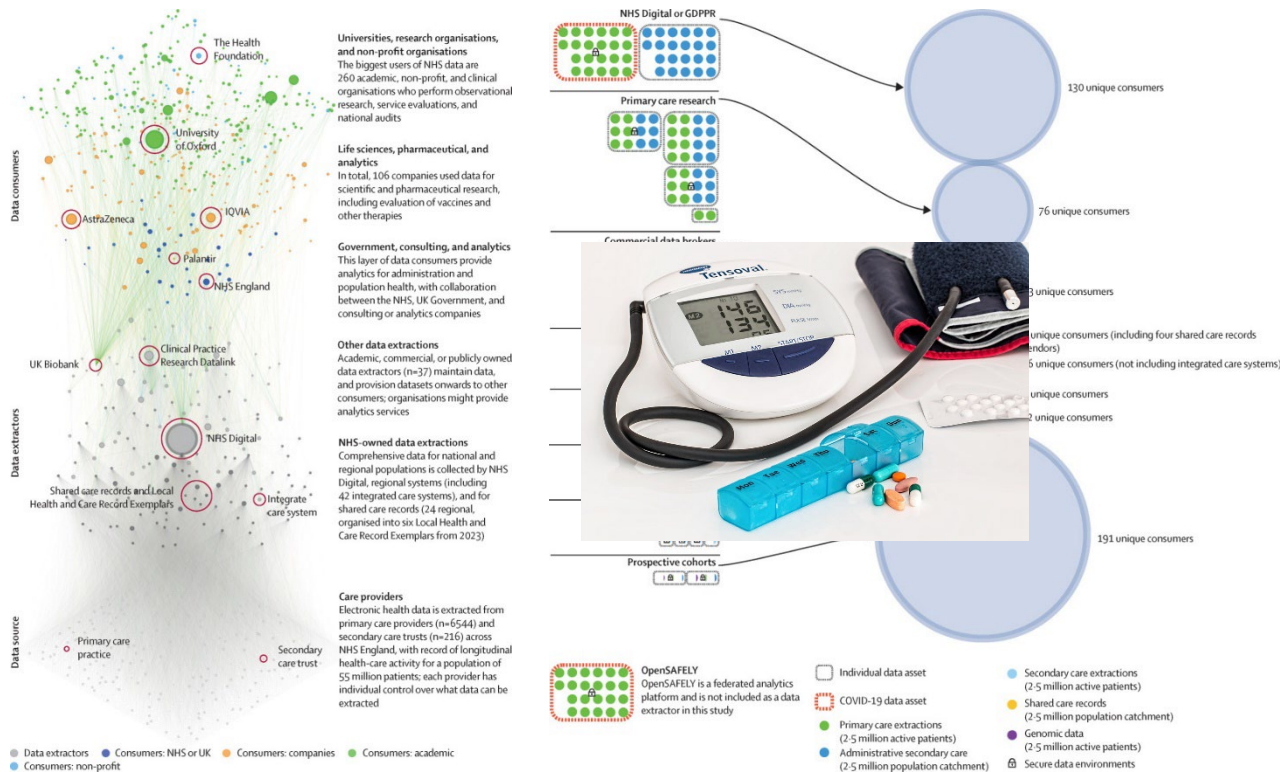 The Health
Foundation
University
of Oxford
AstraZeneca
IQVIA
Palantir
NHS England
UK Biobank
Clinical Practice
Research Datalink
NHS Digital
Shared care records and Local
Health and Care Record Exemplars
Integrate
care system
Primary care
practice
Secondary
care trust
Data consumers
Data extractors
Data source
Universities, research organisations,
and non-profit organisations
The biggest users of NHS data are
260 academic, non-profit, and clinical
organisations who perform observational
research, service evaluations, and
national audits
Life sciences, pharmaceutical, and
analytics
In total, 106 companies used data for
scientific and pharmaceutical research,
including evaluation of vaccines and
other therapies
Government, consulting, and analytics
This layer of data consumers provide
analytics for administration and
population health, with collaboration
between the NHS, UK Government, and
consulting or analytics companies
Other data extractions
Academic, commercial, or publicly owned
data extractors (n=37) maintain data,
and provision datasets onwards to other
consumers; organisations might provide
analytics services
NHS-owned data extractions
Comprehensive data for national and
regional populations is collected by NHS
Digital, regional systems (including
42 integrated care systems), and for
shared care records (24 regional,
organised into six Local Health and
Care Record Exemplars from 2023)
Care providers
Electronic health data is extracted from
primary care providers (n=6544) and
secondary care trusts (n=216) across
NHS England, with record of longitudinal
health-care activity for a population of
55 million patients; each provider has
individual control over what data can be
extracted
Data extractors
Consumers: NHS or UK
Consumers: companies
Consumers: academic
Consumers: non-profit
NHS Digital or GDPPR
130 unique consumers
Primary care research
76 unique consumers
Commercial data brokers
3 unique consumers
unique consumers (including four shared care records
endors)
6 unique consumers (not including integrated care systems)
unique consumers
2 unique consumers
Tensoval
SYS
DIA
146
134
M1
M2
START/STOP
Mon
Tue
Wed
Thu
Sat
Prospective cohorts
191 unique consumers
OpenSAFELY
OpenSAFELY is a federated analytics
platform and is not included as a data
extractor in this study
Individual data asset
COVID-19 data asset
Primary care extractions
(2·5 million active patients)
Administrative secondary care
(2·5 million population catchment)
Secondary care extractions
(2·5 million active patients)
Shared care records
(2·5 million population catchment)
Genomic data
(2·5 million active patients)
Secure data environments